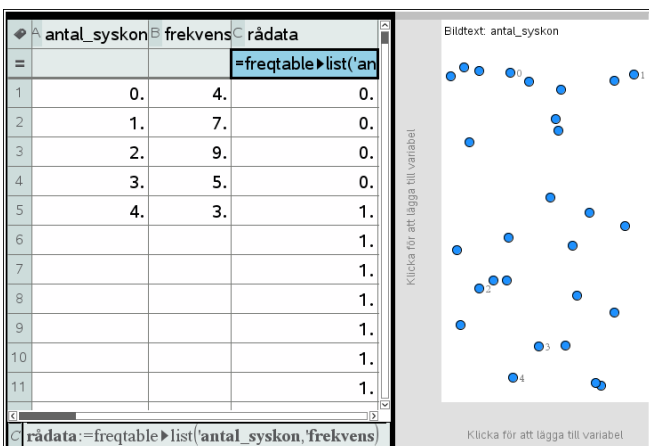 A antal_syskon B frekvens C rådata
= =freqtable▸list('an
1 0. 4. 0.
2 1. 7. 0.
3 2. 9. 0.
4 3. 5. 0.
5 4. 3. 1.
6 1.
7 1.
8 1.
9 1.
10 1.
11 1.
C rådata:=freqtable▸list('antal_syskon,'frekvens)
Bildtext: antal_syskon
0
1
Klicka för att lägga till variabel
2
3
4
Klicka för att lägga till variabel